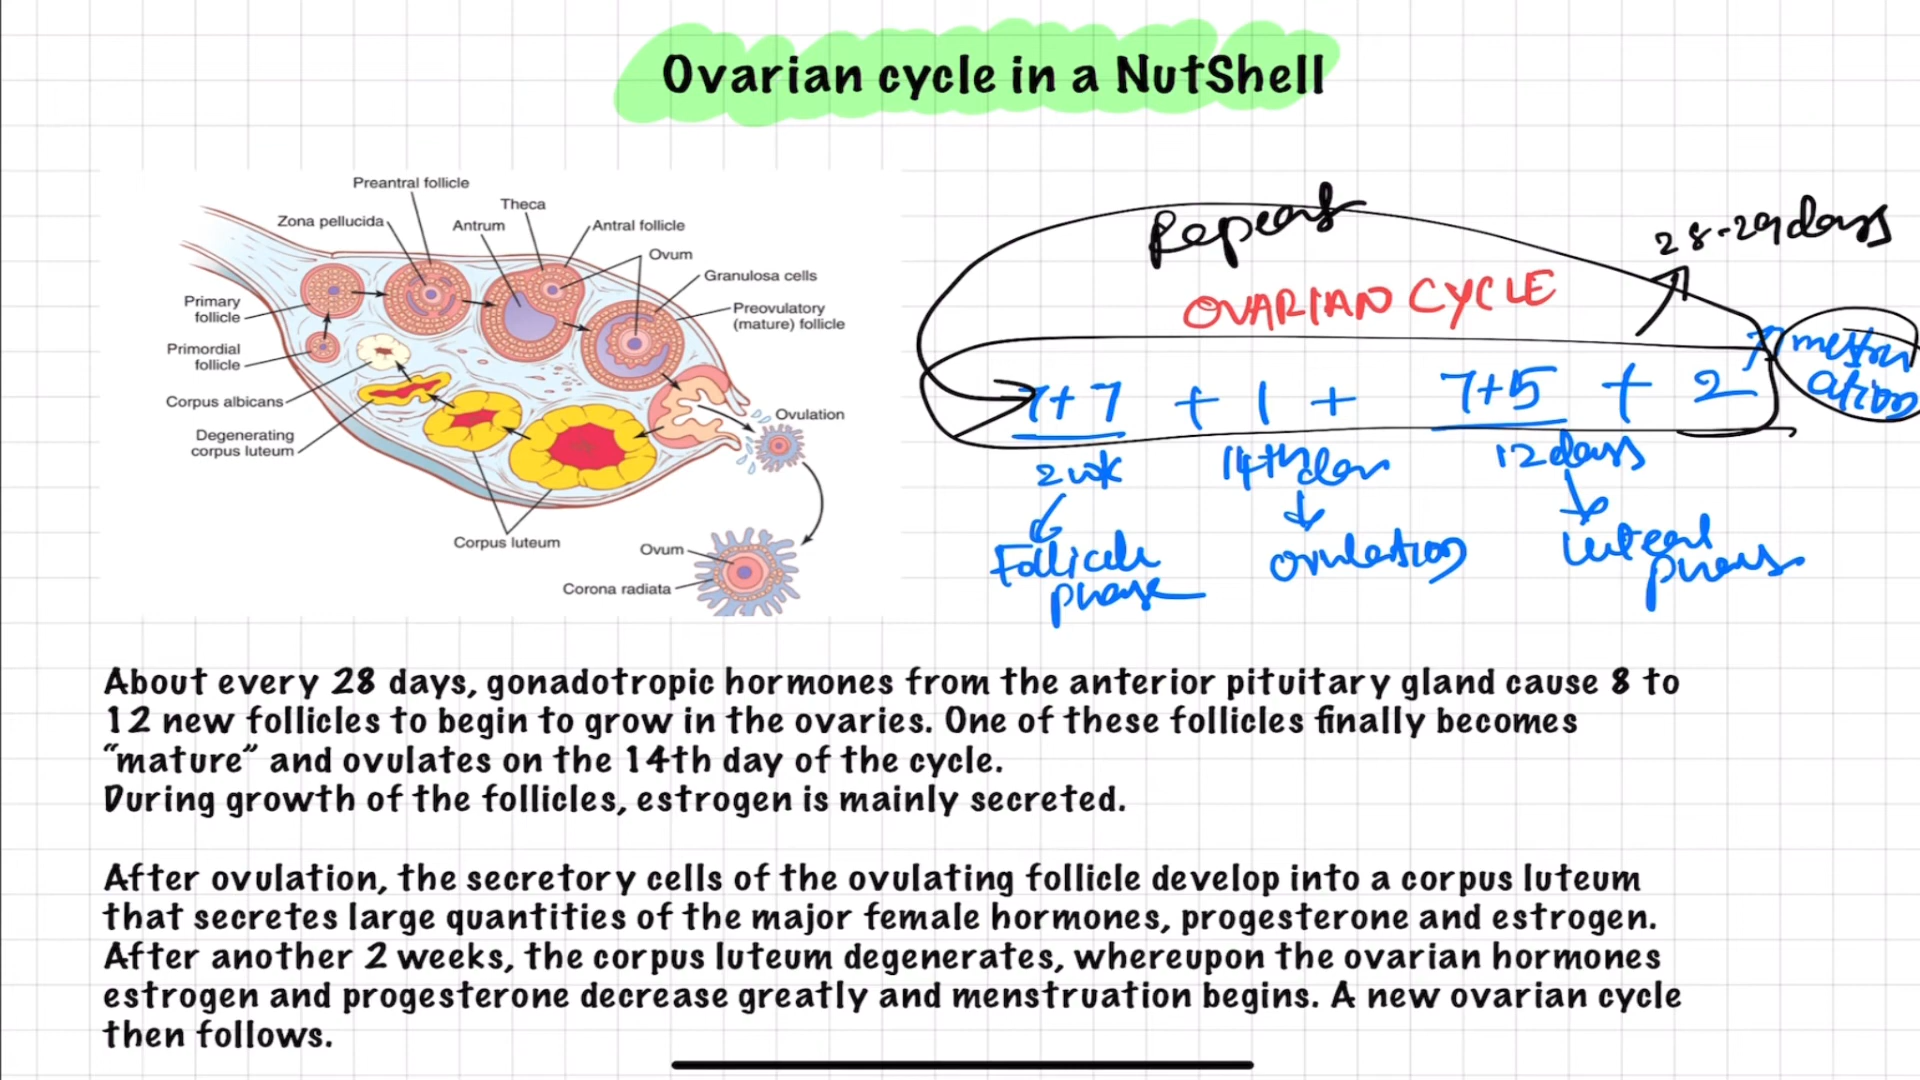 Ovarian cycle in a NutShell
Preantral follicle
Theca
Zona pellucida
Antrum
Antral follicle
Ovum
Granulosa cells
Primary
follicle
Preovulatory
(mature) follicle
Primordial
follicle
Corpus albicans
Ovulation
Degenerating
corpus luteum
Corpus luteum
Ovum
Corona radiata
Repeats
28-29 days
OVARIAN CYCLE
7+7 + 1 + 7+5 + 2
2wk
14th day
12 days
phase
ovulation
luteal
About every 28 days, gonadotropic hormones from the anterior pituitary gland cause 8 to
12 new follicles to begin to grow in the ovaries. One of these follicles finally becomes
“mature” and ovulates on the 14th day of the cycle.
During growth of the follicles, estrogen is mainly secreted.
After ovulation, the secretory cells of the ovulating follicle develop into a corpus luteum
that secretes large quantities of the major female hormones, progesterone and estrogen.
After another 2 weeks, the corpus luteum degenerates, whereupon the ovarian hormones
estrogen and progesterone decrease greatly and menstruation begins. A new ovarian cycle
then follows.